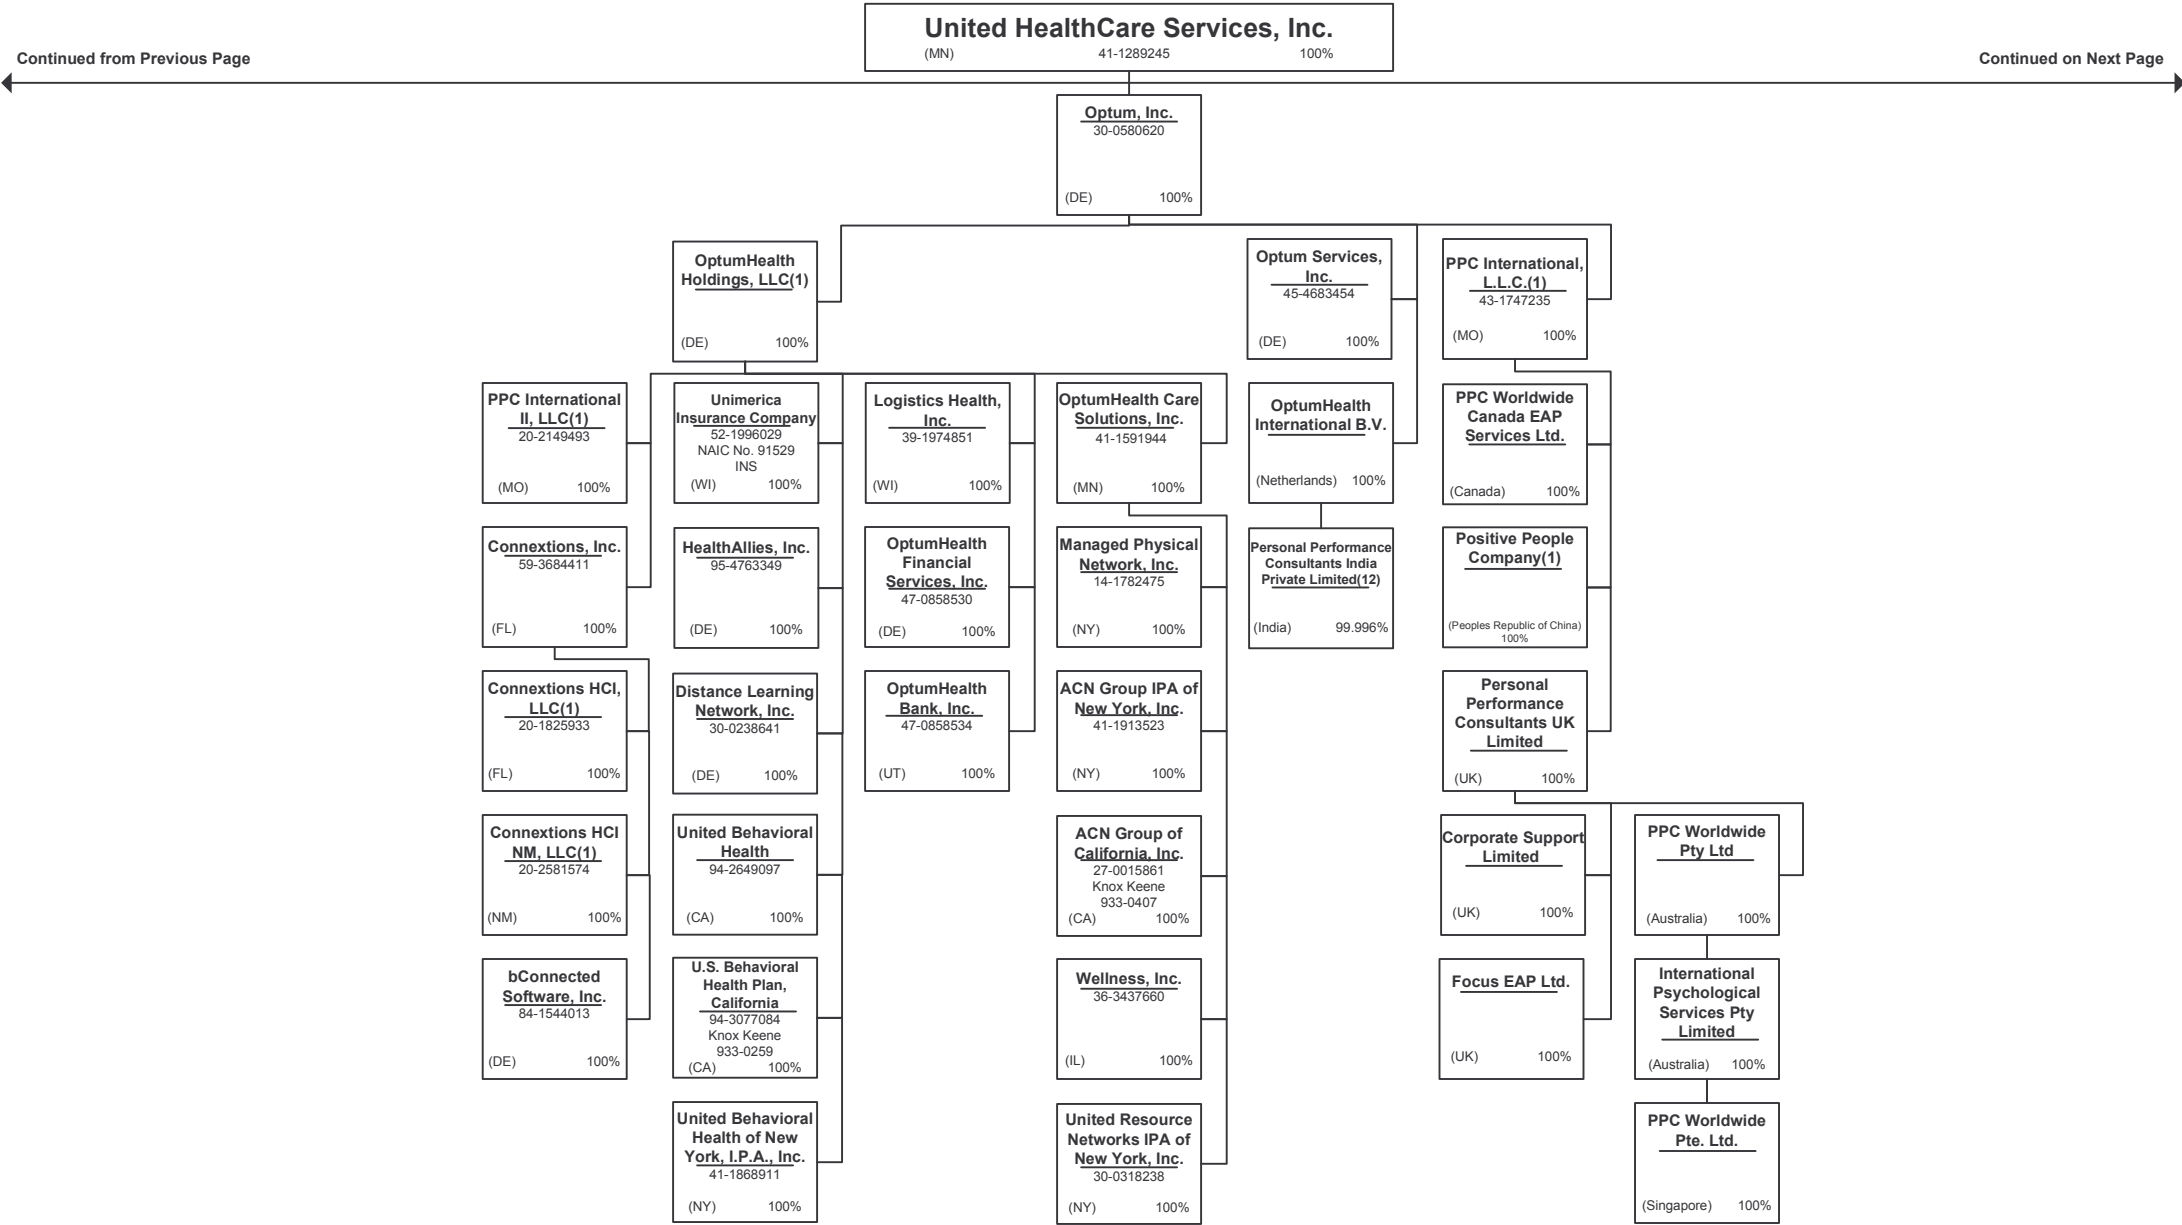 United HealthCare Services, Inc.
(MN) 41-1289245 100%
Continued from Previous Page
Continued on Next Page
Optum, Inc.
30-0580620
(DE) 100%
OptumHealth
Holdings, LLC(1)
(DE) 100%
Optum Services,
Inc.
45-4683454
(DE) 100%
PPC International,
L.L.C.(1)
43-1747235
(MO) 100%
PPC International
II, LLC(1)
20-2149493
(MO) 100%
Unimerica
Insurance Company
52-1996029
NAIC No. 91529
INS
(WI) 100%
Logistics Health,
Inc.
39-1974851
(WI) 100%
OptumHealth Care
Solutions, Inc.
41-1591944
(MN) 100%
OptumHealth
International B.V.
(Netherlands) 100%
PPC Worldwide
Canada EAP
Services Ltd.
(Canada) 100%
Connextions, Inc.
59-3684411
(FL) 100%
HealthAllies, Inc.
95-4763349
(DE) 100%
OptumHealth
Financial
Services, Inc.
47-0858530
(DE) 100%
Managed Physical
Network, Inc.
14-1782475
(NY) 100%
Personal Performance
Consultants India
Private Limited(12)
(India) 99.996%
Positive People
Company(1)
(Peoples Republic of China)
100%
Connextions HCI,
LLC(1)
20-1825933
(FL) 100%
Distance Learning
Network, Inc.
30-0238641
(DE) 100%
OptumHealth
Bank, Inc.
47-0858534
(UT) 100%
ACN Group IPA of
New York, Inc.
41-1913523
(NY) 100%
Personal
Performance
Consultants UK
Limited
(UK) 100%
Connextions HCI
NM, LLC(1)
20-2581574
(NM) 100%
United Behavioral
Health
94-2649097
(CA) 100%
ACN Group of
California, Inc.
27-0015861
Knox Keene
933-0407
(CA) 100%
Corporate Support
Limited
(UK) 100%
PPC Worldwide
Pty Ltd
(Australia) 100%
bConnected
Software, Inc.
84-1544013
(DE) 100%
U.S. Behavioral
Health Plan,
California
94-3077084
Knox Keene
933-0259
(CA) 100%
Wellness, Inc.
36-3437660
(IL) 100%
Focus EAP Ltd.
(UK) 100%
International
Psychological
Services Pty
Limited
(Australia) 100%
United Behavioral
Health of New
York, I.P.A., Inc.
41-1868911
(NY) 100%
United Resource
Networks IPA of
New York, Inc.
30-0318238
(NY) 100%
PPC Worldwide
Pte. Ltd.
(Singapore) 100%